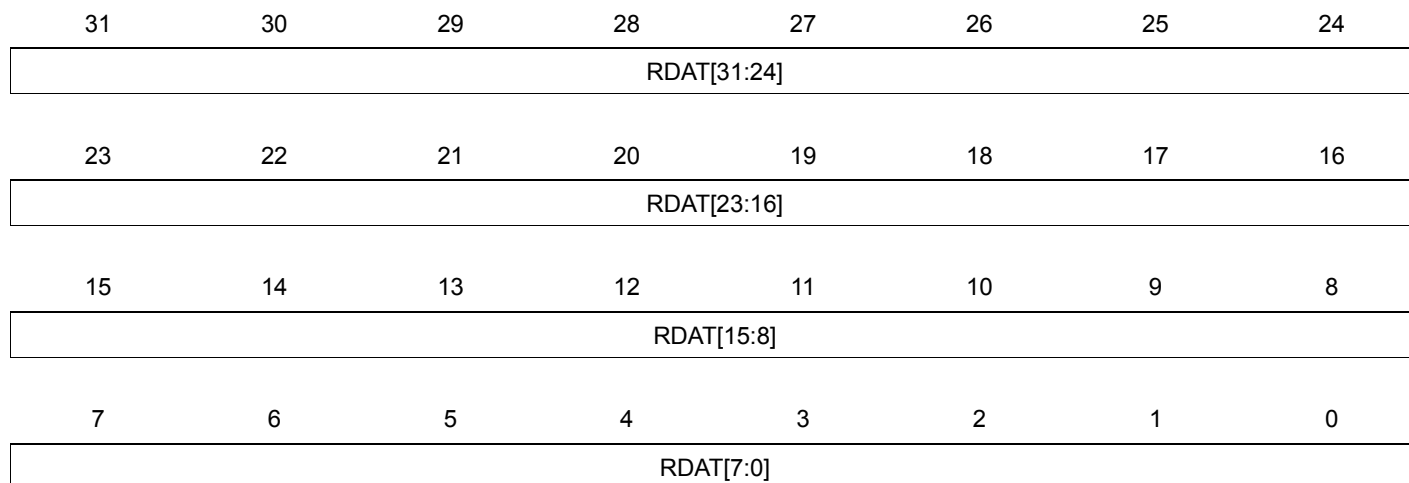 31 30 29 28 27 26 25 24
RDAT[31:24]
23 22 21 20 19 18 17 16
RDAT[23:16]
15 14 13 12 11 10 9 8
RDAT[15:8]
7 6 5 4 3 2 1 0
RDAT[7:0]